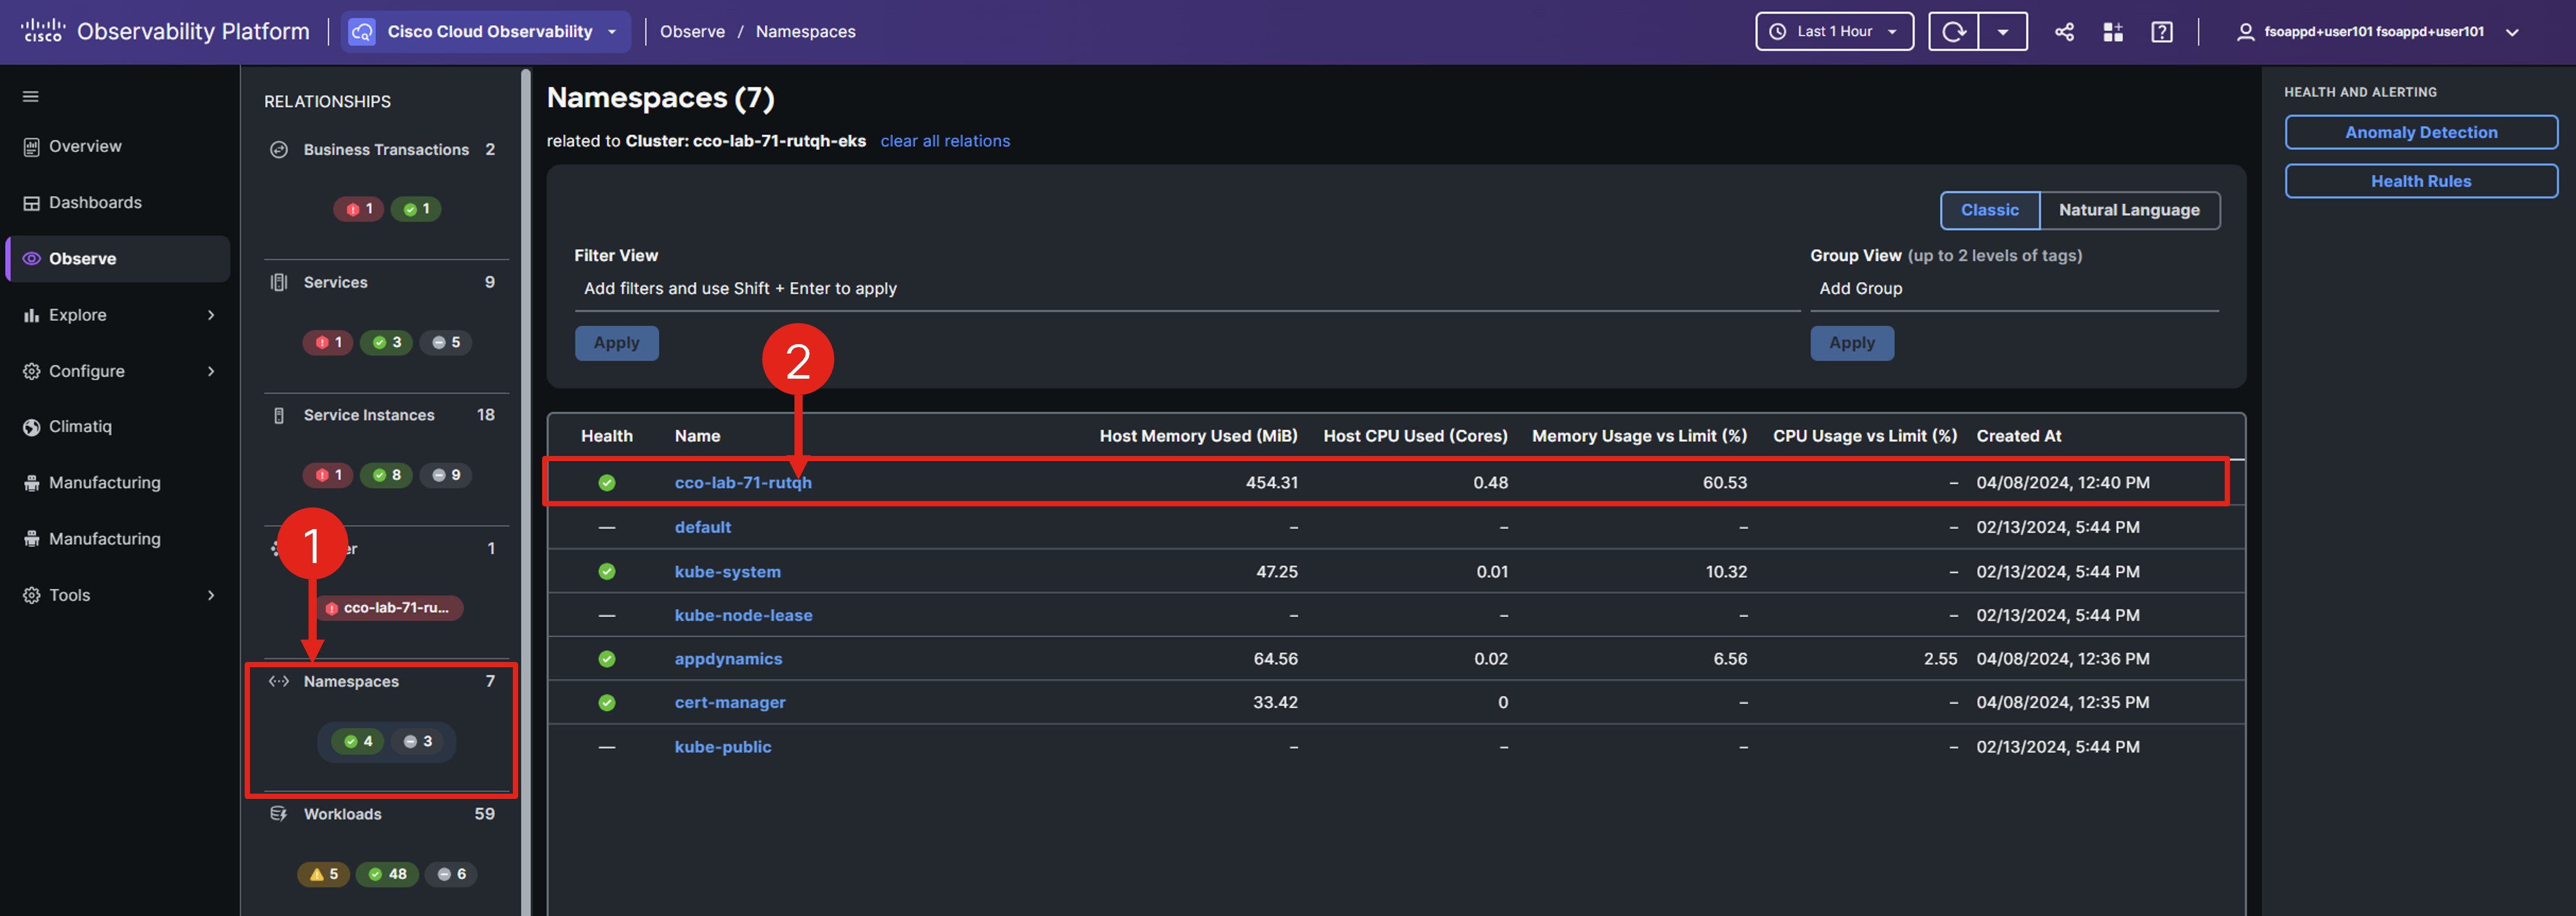 cisco Observability Platform Cisco Cloud Observability Observe / Namespaces Last 1 Hour fsoappd+user101 fsoappd+user101
Overview
Dashboards
Observe
Explore
Configure
Climatiq
Manufacturing
Manufacturing
Tools
RELATIONSHIPS
Business Transactions 2
1 1
Services 9
1 3 5
Service Instances 18
1 8 9
1
1
cco-lab-71-ru...
Namespaces 7
4 3
Workloads 59
5 48 6
Namespaces (7)
related to Cluster: cco-lab-71-rutqh-eks clear all relations
Classic Natural Language
Filter View
Add filters and use Shift + Enter to apply
Apply
Group View (up to 2 levels of tags)
Add Group
Apply
2
Health Name Host Memory Used (MiB) Host CPU Used (Cores) Memory Usage vs Limit (%) CPU Usage vs Limit (%) Created At
cco-lab-71-rutqh 454.31 0.48 60.53 – 04/08/2024, 12:40 PM
— default – – – – 02/13/2024, 5:44 PM
kube-system 47.25 0.01 10.32 – 02/13/2024, 5:44 PM
— kube-node-lease – – – – 02/13/2024, 5:44 PM
appdynamics 64.56 0.02 6.56 2.55 04/08/2024, 12:36 PM
cert-manager 33.42 0 – – 04/08/2024, 12:35 PM
— kube-public – – – – 02/13/2024, 5:44 PM
HEALTH AND ALERTING
Anomaly Detection
Health Rules